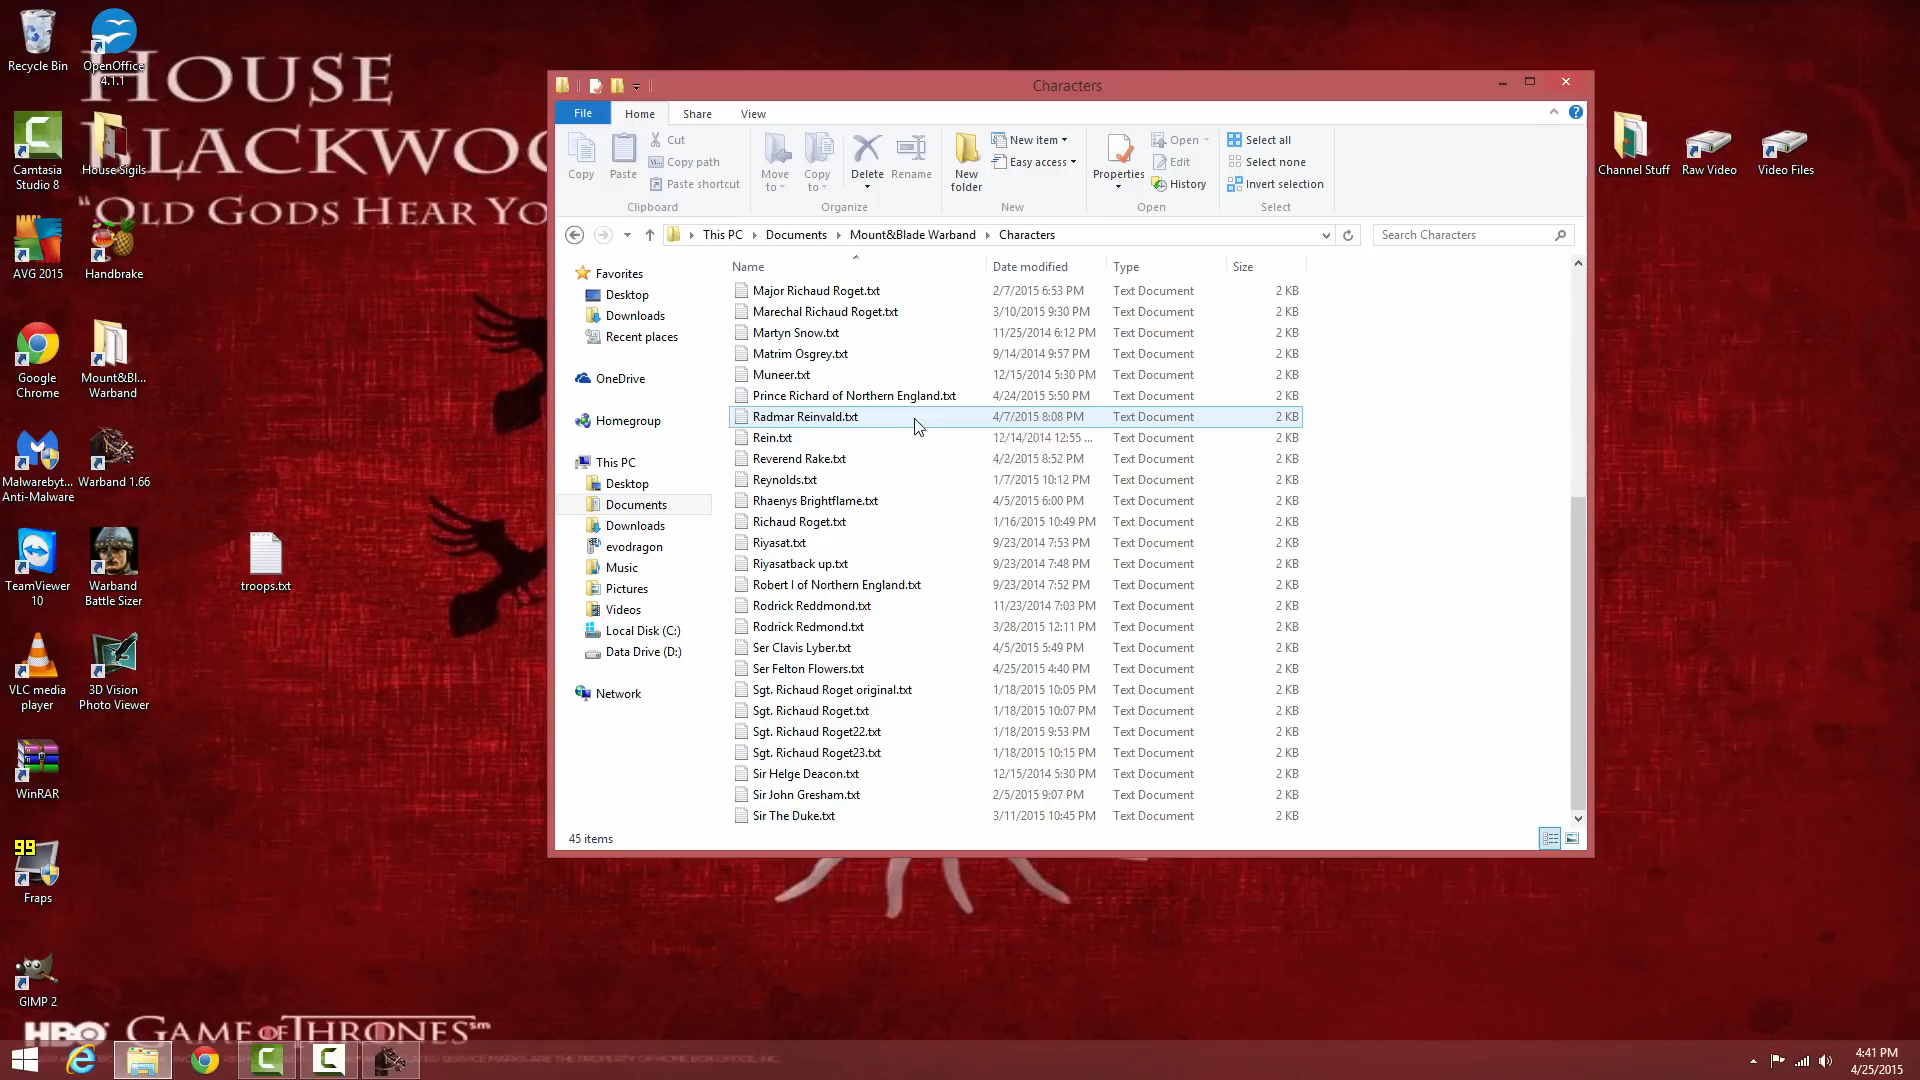 HOUSE
BLACKWOO
"OLD GODS HEAR YO
Recycle Bin
OpenOffice
4.1.1
Camtasia
Studio 8
House Sigils
AVG 2015
Handbrake
Google
Chrome
Mount&Bl...
Warband
Malwarebyt...
Anti-Malware
Warband 1.66
TeamViewer
10
Warband
Battle Sizer
troops.txt
VLC media
player
3D Vision
Photo Viewer
WinRAR
99
Fraps
GIMP 2
Channel Stuff
Raw Video
Video Files
Characters
File
Home
Share
View
Copy
Paste
Cut
Copy path
Paste shortcut
Clipboard
Move
to
Copy
to
Delete
Rename
Organize
New
folder
New item
Easy access
New
Properties
Open
Edit
History
Open
Select all
Select none
Invert selection
Select
This PC
Documents
Mount&Blade Warband
Characters
Search Characters
Favorites
Desktop
Downloads
Recent places
OneDrive
Homegroup
This PC
Desktop
Documents
Downloads
evodragon
Music
Pictures
Videos
Local Disk (C:)
Data Drive (D:)
Network
Name Date modified Type Size
Major Richaud Roget.txt 2/7/2015 6:53 PM Text Document 2 KB
Marechal Richaud Roget.txt 3/10/2015 9:30 PM Text Document 2 KB
Martyn Snow.txt 11/25/2014 6:12 PM Text Document 2 KB
Matrim Osgrey.txt 9/14/2014 9:57 PM Text Document 2 KB
Muneer.txt 12/15/2014 5:30 PM Text Document 2 KB
Prince Richard of Northern England.txt 4/24/2015 5:50 PM Text Document 2 KB
Radmar Reinvald.txt 4/7/2015 8:08 PM Text Document 2 KB
Rein.txt 12/14/2014 12:55 ... Text Document 2 KB
Reverend Rake.txt 4/2/2015 8:52 PM Text Document 2 KB
Reynolds.txt 1/7/2015 10:12 PM Text Document 2 KB
Rhaenys Brightflame.txt 4/5/2015 6:00 PM Text Document 2 KB
Richaud Roget.txt 1/16/2015 10:49 PM Text Document 2 KB
Riyasat.txt 9/23/2014 7:53 PM Text Document 2 KB
Riyasatback up.txt 9/23/2014 7:48 PM Text Document 2 KB
Robert I of Northern England.txt 9/23/2014 7:52 PM Text Document 2 KB
Rodrick Reddmond.txt 11/23/2014 7:03 PM Text Document 2 KB
Rodrick Redmond.txt 3/28/2015 12:11 PM Text Document 2 KB
Ser Clavis Lyber.txt 4/5/2015 5:49 PM Text Document 2 KB
Ser Felton Flowers.txt 4/25/2015 4:40 PM Text Document 2 KB
Sgt. Richaud Roget original.txt 1/18/2015 10:05 PM Text Document 2 KB
Sgt. Richaud Roget.txt 1/18/2015 10:07 PM Text Document 2 KB
Sgt. Richaud Roget22.txt 1/18/2015 9:53 PM Text Document 2 KB
Sgt. Richaud Roget23.txt 1/18/2015 10:15 PM Text Document 2 KB
Sir Helge Deacon.txt 12/15/2014 5:30 PM Text Document 2 KB
Sir John Gresham.txt 2/5/2015 9:07 PM Text Document 2 KB
Sir The Duke.txt 3/11/2015 10:45 PM Text Document 2 KB
45 items
HBO GAME OF THRONES℠
4:41 PM
4/25/2015